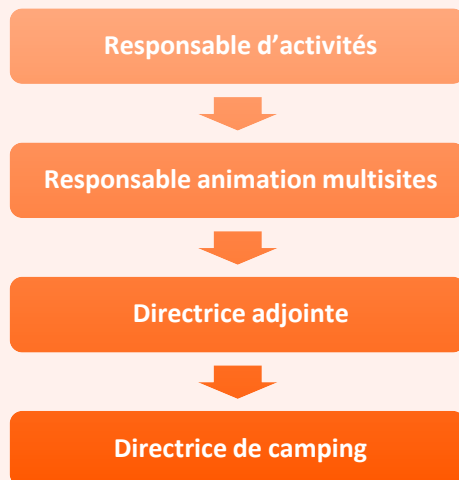 Responsable d’activités
Responsable animation multisites
Directrice adjointe
Directrice de camping